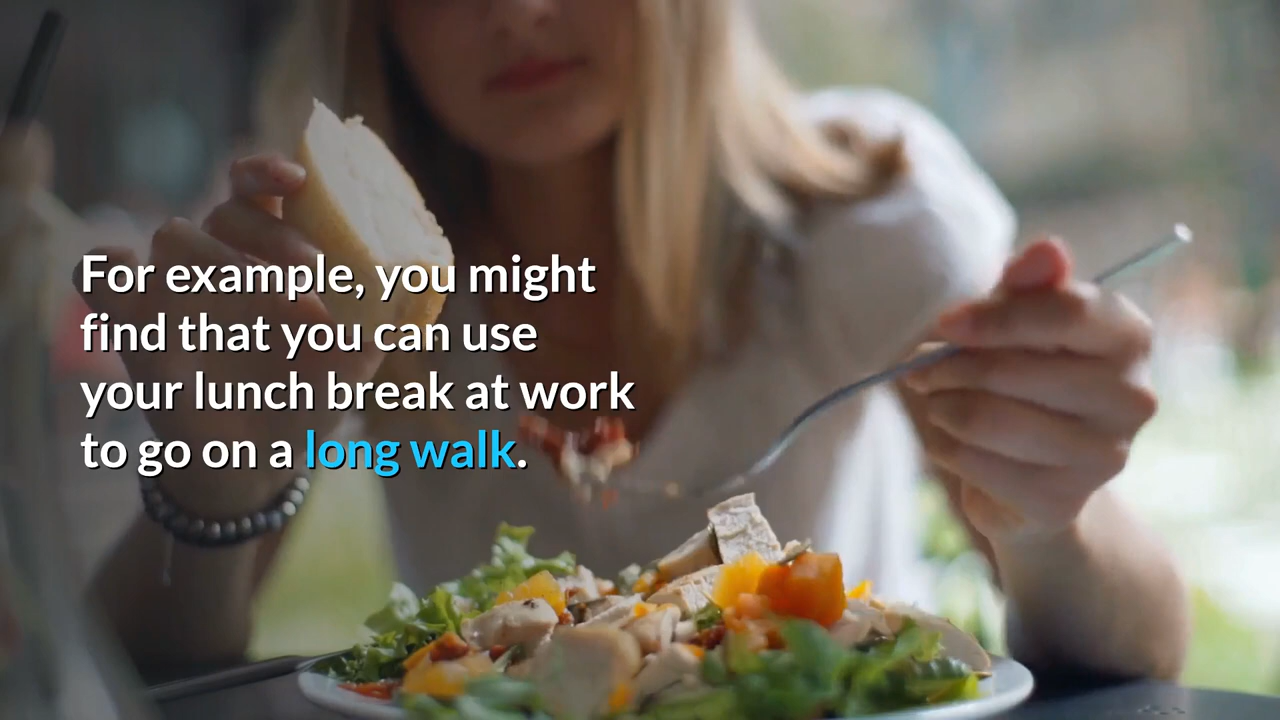 For example, you might
find that you can use
your lunch break at work
to go on a long walk.